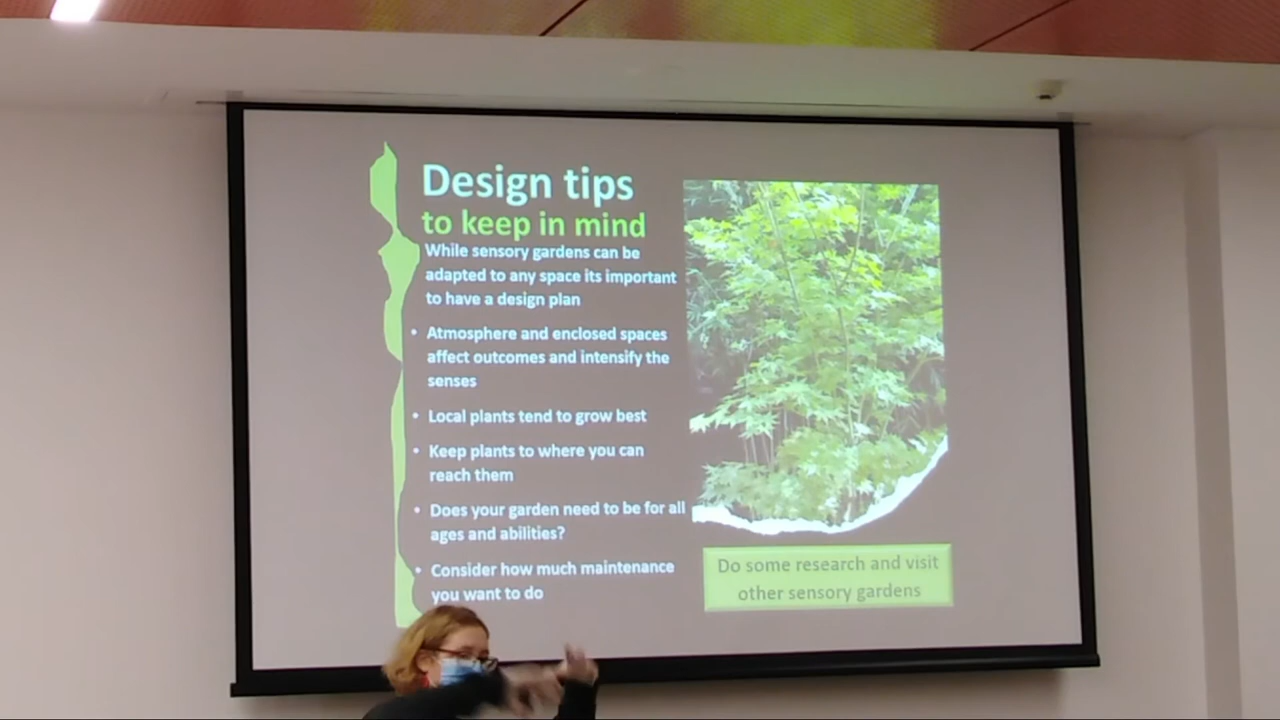 Design tips
to keep in mind
While sensory gardens can be
adapted to any space its important
to have a design plan
• Atmosphere and enclosed spaces
affect outcomes and intensify the
senses
• Local plants tend to grow best
• Keep plants to where you can
reach them
• Does your garden need to be for all
ages and abilities?
• Consider how much maintenance
you want to do
Do some research and visit
other sensory gardens